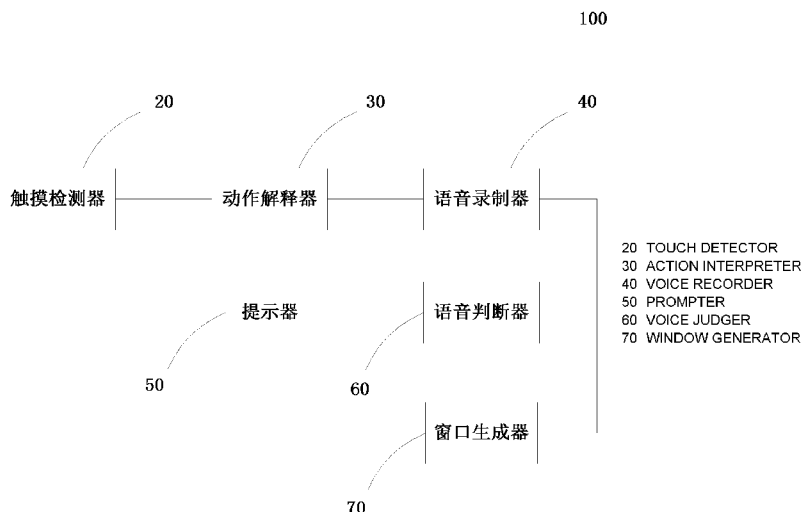 100
20
30
40
触摸检测器
动作解释器
语音录制器
20 TOUCH DETECTOR
30 ACTION INTERPRETER
40 VOICE RECORDER
50 PROMPTER
60 VOICE JUDGER
70 WINDOW GENERATOR
提示器
语音判断器
50
60
窗口生成器
70